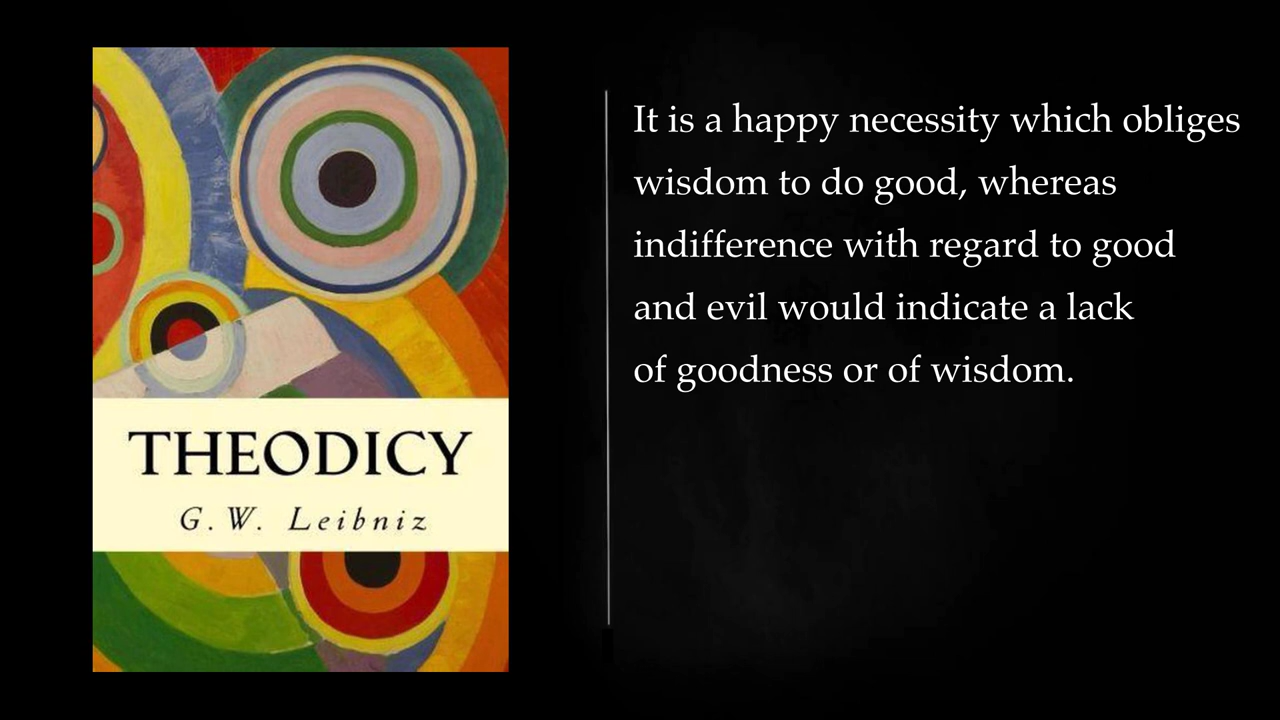 THEODICY
G. W. Leibniz
It is a happy necessity which obliges
wisdom to do good, whereas
indifference with regard to good
and evil would indicate a lack
of goodness or of wisdom.